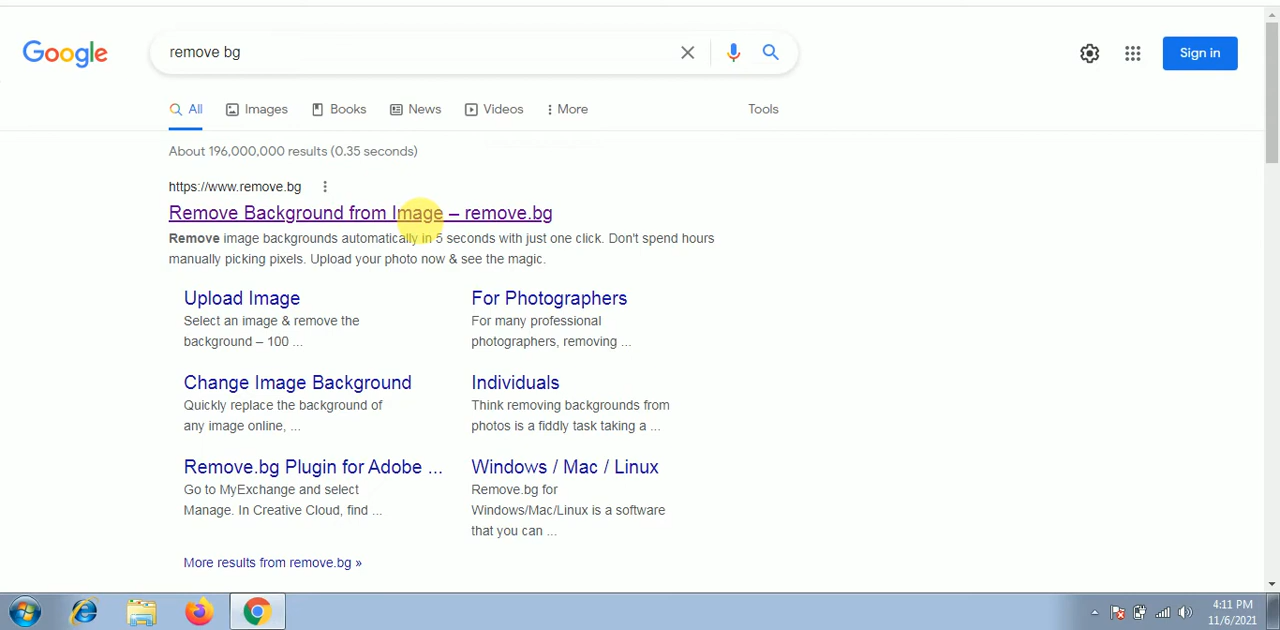 Google
remove bg
Sign in
All Images Books News Videos More Tools
About 196,000,000 results (0.35 seconds)
https://www.remove.bg
Remove Background from Image – remove.bg
Remove image backgrounds automatically in 5 seconds with just one click. Don't spend hours
manually picking pixels. Upload your photo now & see the magic.
Upload Image
Select an image & remove the
background – 100 ...
For Photographers
For many professional
photographers, removing ...
Change Image Background
Quickly replace the background of
any image online, ...
Individuals
Think removing backgrounds from
photos is a fiddly task taking a ...
Remove.bg Plugin for Adobe ...
Go to MyExchange and select
Manage. In Creative Cloud, find ...
Windows / Mac / Linux
Remove.bg for
Windows/Mac/Linux is a software
that you can ...
More results from remove.bg »
4:11 PM
11/6/2021